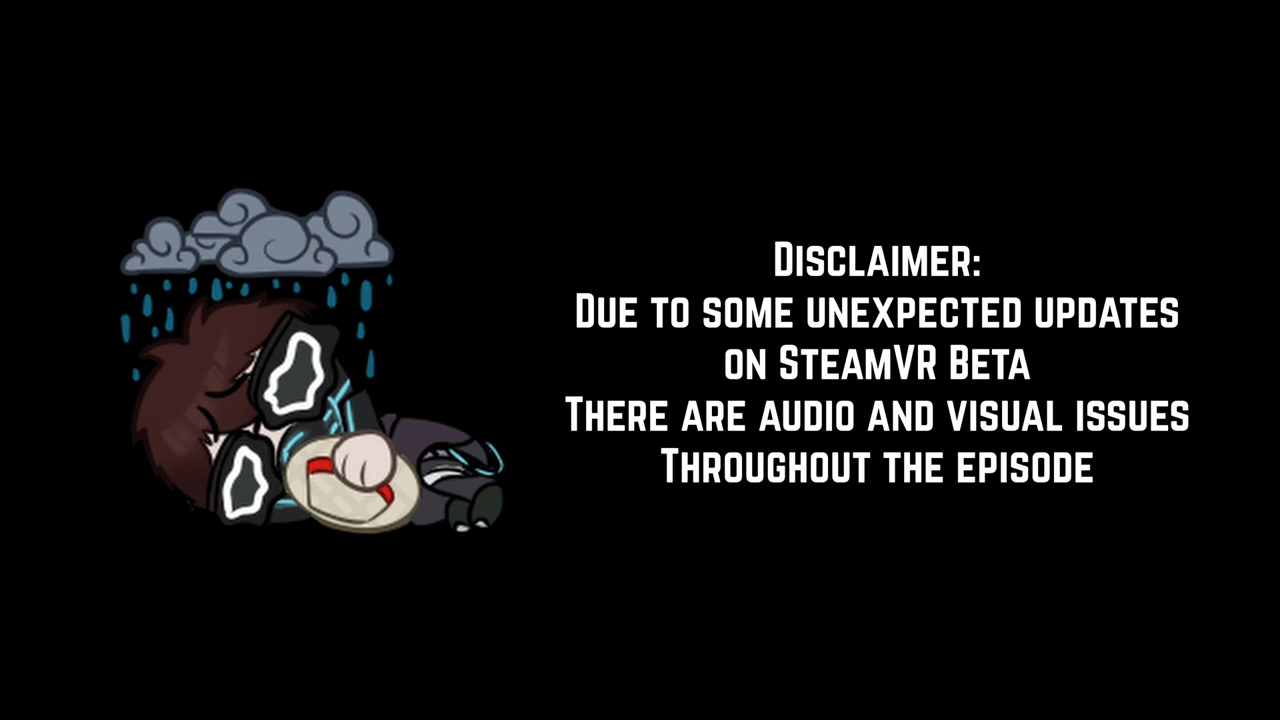 Disclaimer:
Due to some unexpected updates
on SteamVR Beta
There are audio and visual issues
Throughout the episode